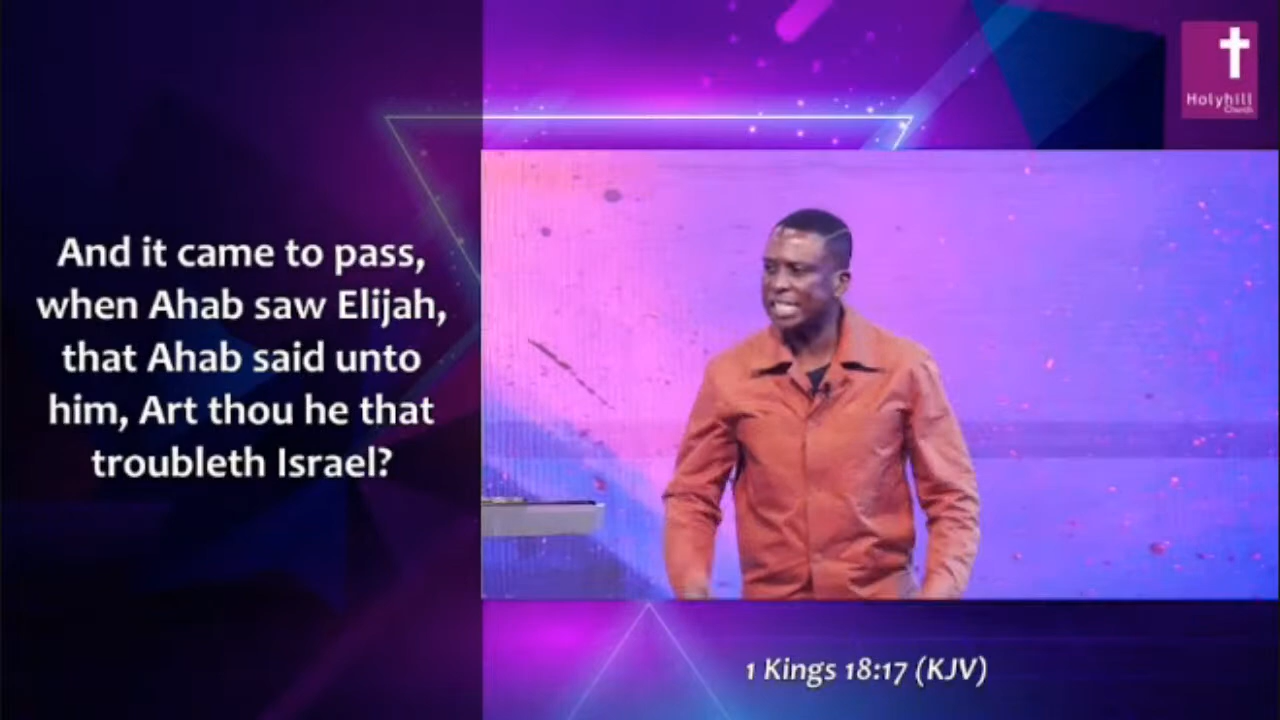 Holyhill
Church
And it came to pass,
when Ahab saw Elijah,
that Ahab said unto
him, Art thou he that
troubleth Israel?
1 Kings 18:17 (KJV)